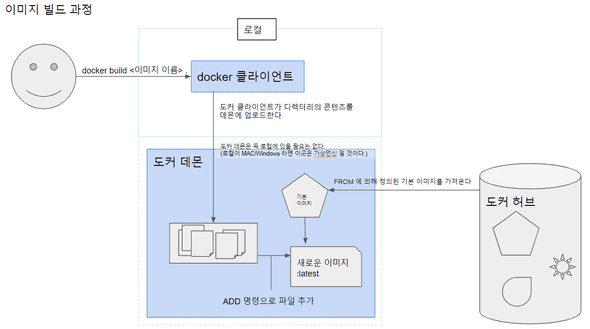 이미지 빌드 과정
로컬
docker build <이미지 이름>
docker 클라이언트
도커 클라이언트가 디렉터리의 콘텐츠를
데몬에 업로드한다.
도커 데몬은 꼭 로컬에 있을 필요는 없다.
(로컬이 MAC/Windows 라면 이곳은 가상머신 일 것이다.)
도커 데몬
기본
이미지
FROM 에 의해 정의된 기본 이미지를 가져온다
도커 허브
새로운 이미지
:latest
ADD 명령으로 파일 추가